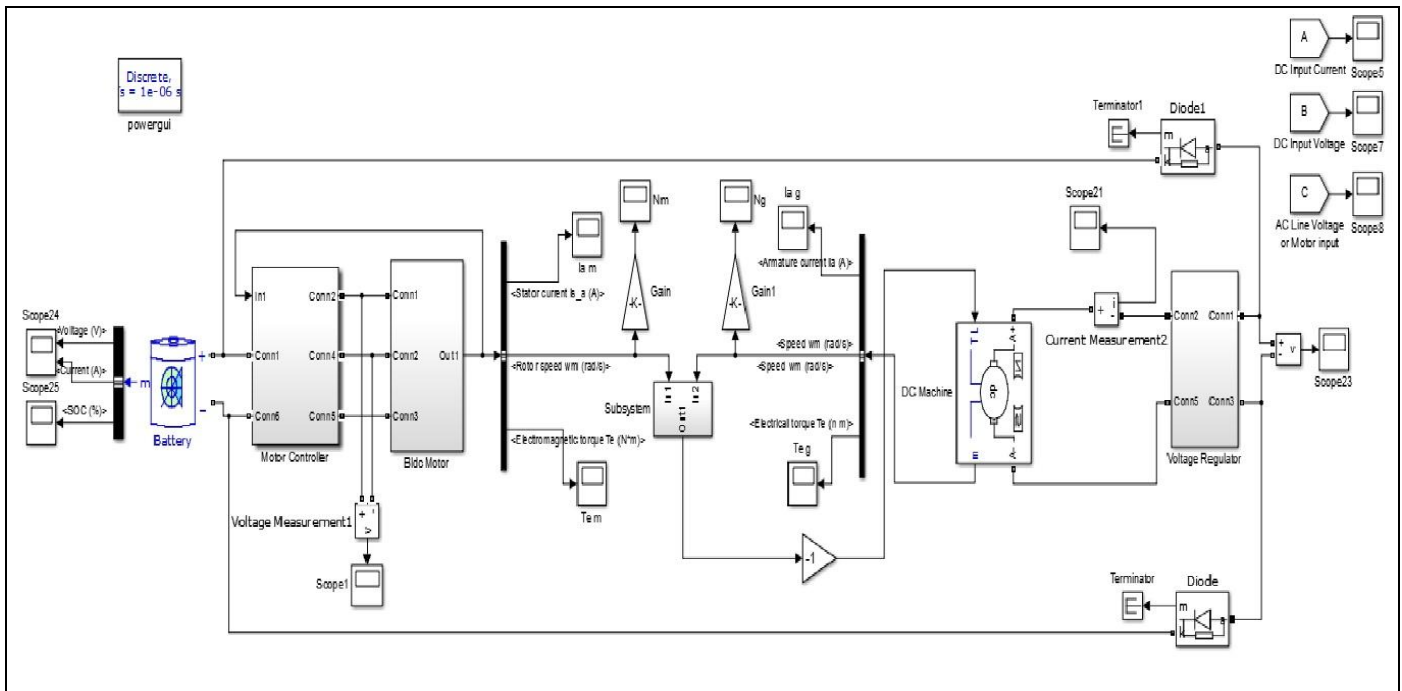 Discrete,
s = 1e-06 s
powergui
A
DC Input Current
Scope5
B
DC Input Voltage
Scope7
C
AC Line Voltage
or Motor input
Scope8
Terminator1
Diode1
m
k
a
Nm
Ng
Ia g
Scope21
Ia m
<Armature current ia (A)>
<Stator current is_a (A)>
-K-
Gain
-K-
Gain1
In1
Conn2
Conn1
Conn1
Conn4
Conn2
Out1
Conn6
Conn5
Conn3
Motor Controller
Bldo Motor
Scope24
<Voltage (V)>
<Current (A)>
Scope25
<SOC (%)>
m
+
-
Battery
<Rotor speed wm (rad/s)>
<Speed wm (rad/s)>
<Speed wm (rad/s)>
Subsystem
In1
In2
Out1
<Electromagnetic torque Te (N*m)>
<Electrical torque Te (n m)>
Te m
Te g
DC Machine
TL
A+
dc
m
A-
+
i
-
Current Measurement2
Conn2
Conn1
Conn5
Conn3
Voltage Regulator
+
-
v
Scope23
Voltage Measurement1
+
-
v
Scope1
-1
Terminator
Diode
m
k
a